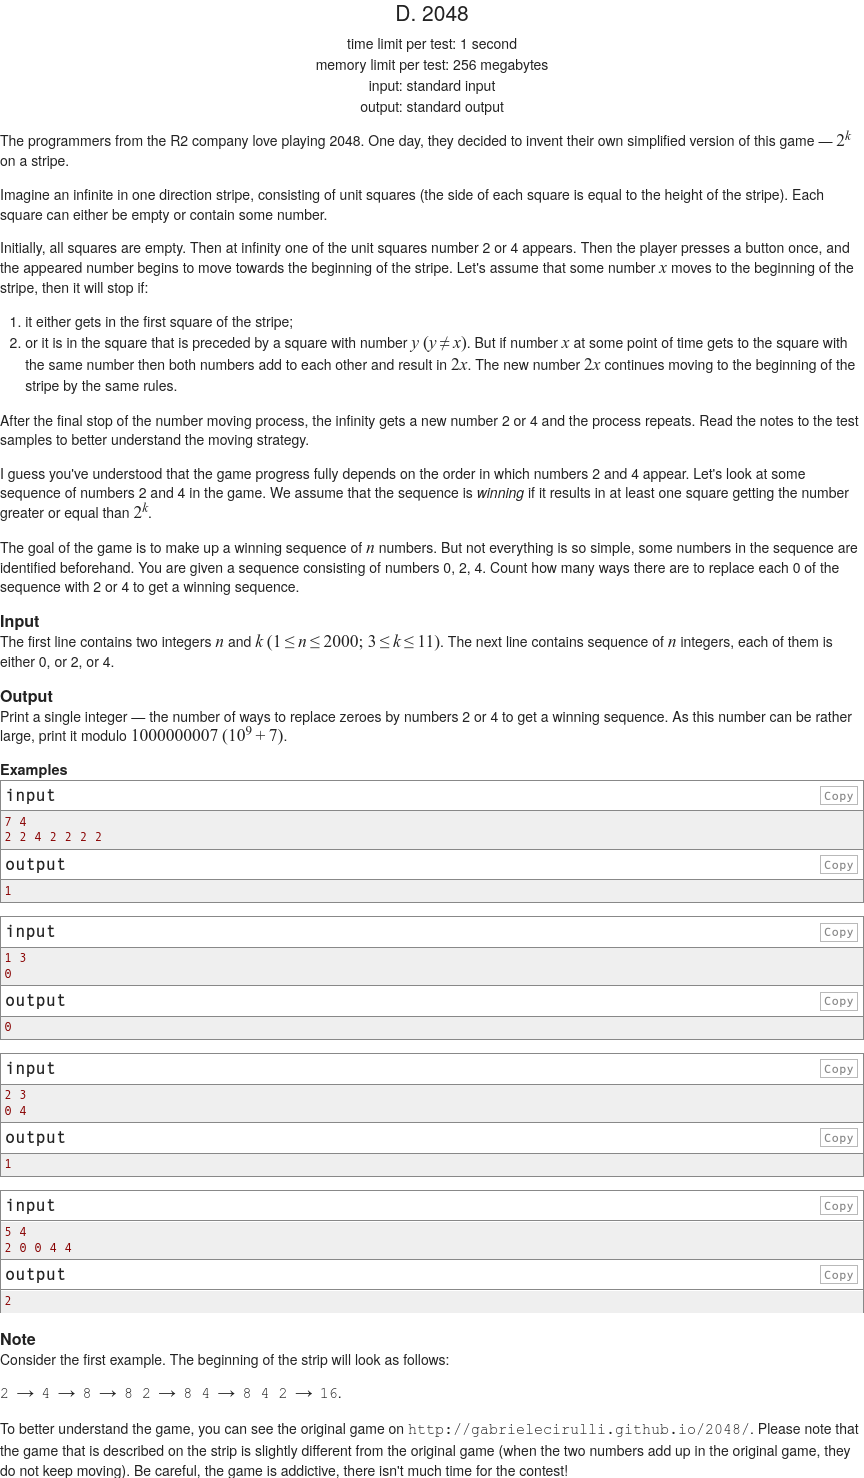 D. 2048
time limit per test: 1 second
memory limit per test: 256 megabytes
input: standard input
output: standard output
The programmers from the R2 company love playing 2048. One day, they decided to invent their own simplified version of this game — 2^k
on a stripe.
Imagine an infinite in one direction stripe, consisting of unit squares (the side of each square is equal to the height of the stripe). Each
square can either be empty or contain some number.
Initially, all squares are empty. Then at infinity one of the unit squares number 2 or 4 appears. Then the player presses a button once, and
the appeared number begins to move towards the beginning of the stripe. Let's assume that some number x moves to the beginning of the
stripe, then it will stop if:
1. it either gets in the first square of the stripe;
2. or it is in the square that is preceded by a square with number y (y ≠ x). But if number x at some point of time gets to the square with
the same number then both numbers add to each other and result in 2x. The new number 2x continues moving to the beginning of the
stripe by the same rules.
After the final stop of the number moving process, the infinity gets a new number 2 or 4 and the process repeats. Read the notes to the test
samples to better understand the moving strategy.
I guess you've understood that the game progress fully depends on the order in which numbers 2 and 4 appear. Let's look at some
sequence of numbers 2 and 4 in the game. We assume that the sequence is winning if it results in at least one square getting the number
greater or equal than 2^k.
The goal of the game is to make up a winning sequence of n numbers. But not everything is so simple, some numbers in the sequence are
identified beforehand. You are given a sequence consisting of numbers 0, 2, 4. Count how many ways there are to replace each 0 of the
sequence with 2 or 4 to get a winning sequence.
Input
The first line contains two integers n and k (1 ≤ n ≤ 2000; 3 ≤ k ≤ 11). The next line contains sequence of n integers, each of them is
either 0, or 2, or 4.
Output
Print a single integer — the number of ways to replace zeroes by numbers 2 or 4 to get a winning sequence. As this number can be rather
large, print it modulo 1000000007 (10^9 + 7).
Examples
input Copy
7 4
2 2 4 2 2 2 2
output Copy
1
input Copy
1 3
0
output Copy
0
input Copy
2 3
0 4
output Copy
1
input Copy
5 4
2 0 0 4 4
output Copy
2
Note
Consider the first example. The beginning of the strip will look as follows:
2 → 4 → 8 → 8 2 → 8 4 → 8 4 2 → 16.
To better understand the game, you can see the original game on http://gabrielecirulli.github.io/2048/. Please note that
the game that is described on the strip is slightly different from the original game (when the two numbers add up in the original game, they
do not keep moving). Be careful, the game is addictive, there isn't much time for the contest!